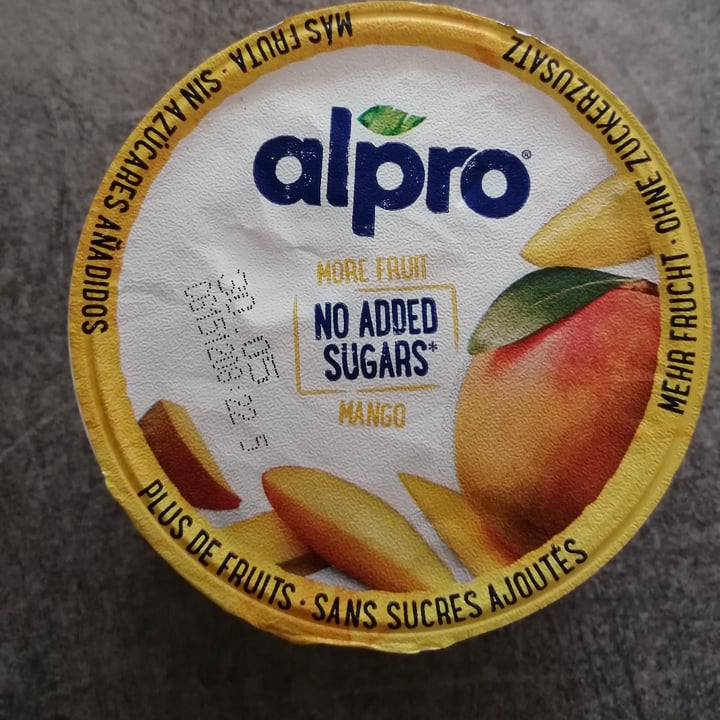 alpro®
MORE FRUIT
NO ADDED
SUGARS*
MANGO
MÁS FRUTA · SIN AZÚCARES AÑADIDOS
MEHR FRUCHT · OHNE ZUCKERZUSATZ
PLUS DE FRUITS · SANS SUCRES AJOUTÉS